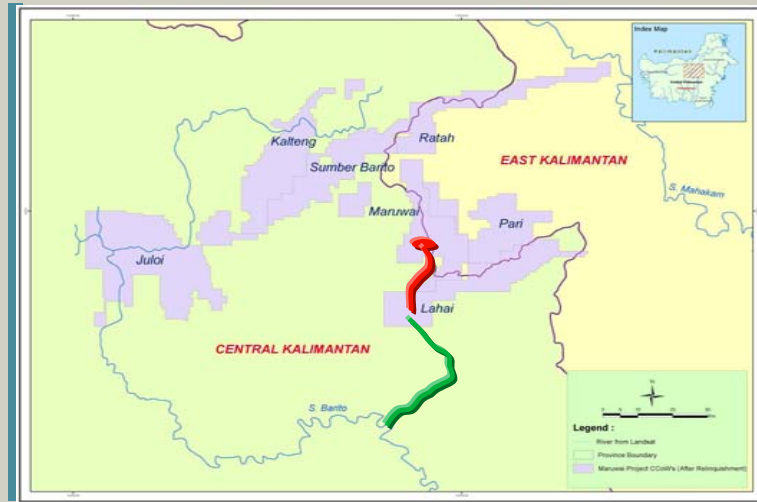 Index Map
Kalimantan
Kalteng
Ratah
Sumber Barito
EAST KALIMANTAN
S. Mahakam
Maruwai
Pari
Juloi
Lahai
CENTRAL KALIMANTAN
S. Barito
N
Legend :
River from Landsat
Province Boundary
Maruwai Project CCoWs (After Relinquishment)